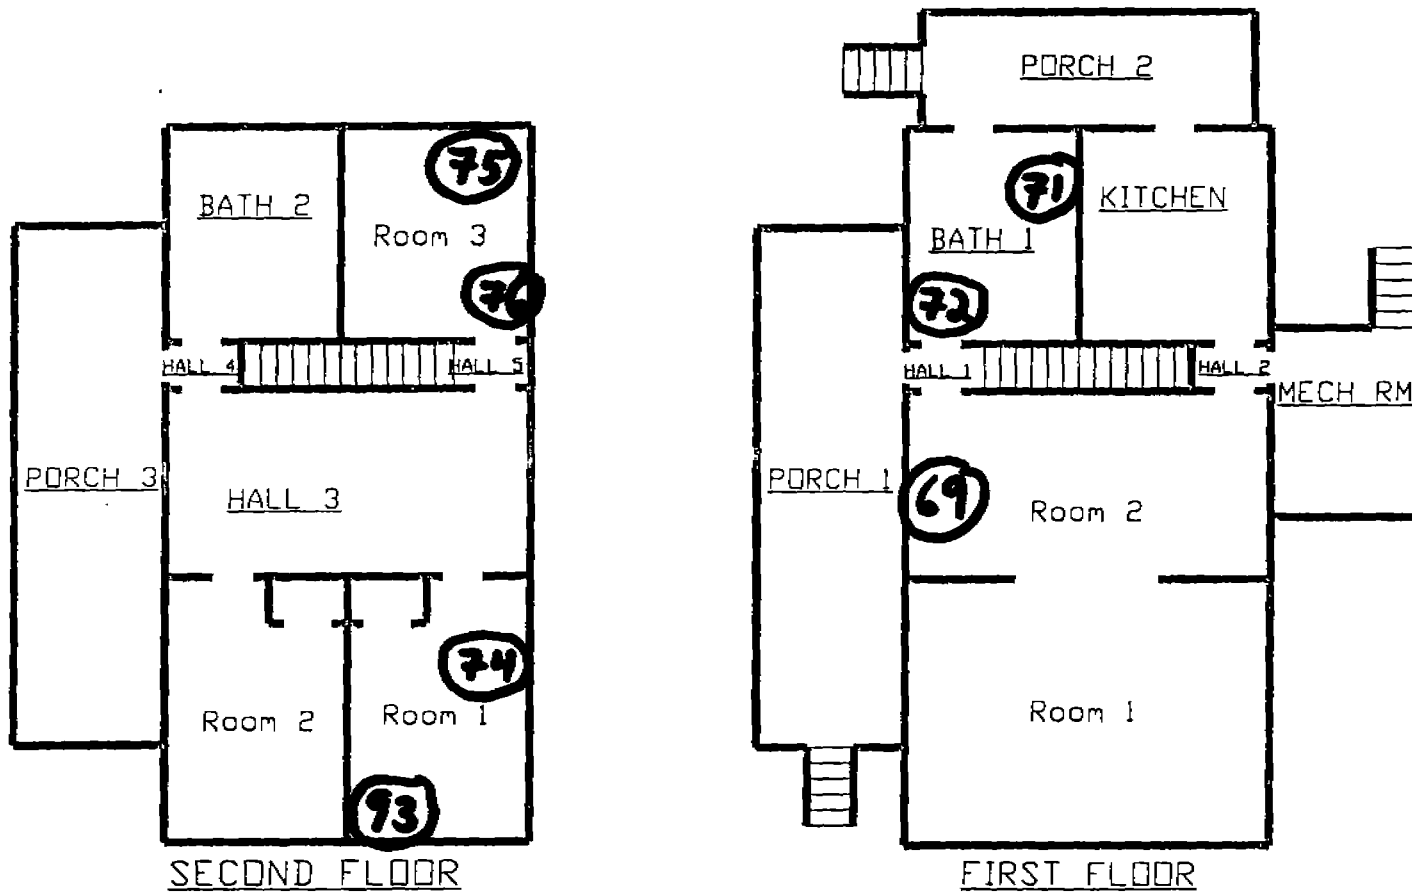 75
BATH 2
Room 3
76
HALL 4
HALL 5
PORCH 3
HALL 3
74
Room 2
Room 1
93
SECOND FLOOR
PORCH 2
71
KITCHEN
BATH 1
72
HALL 1
HALL 2
MECH RM
PORCH 1
69
Room 2
Room 1
FIRST FLOOR